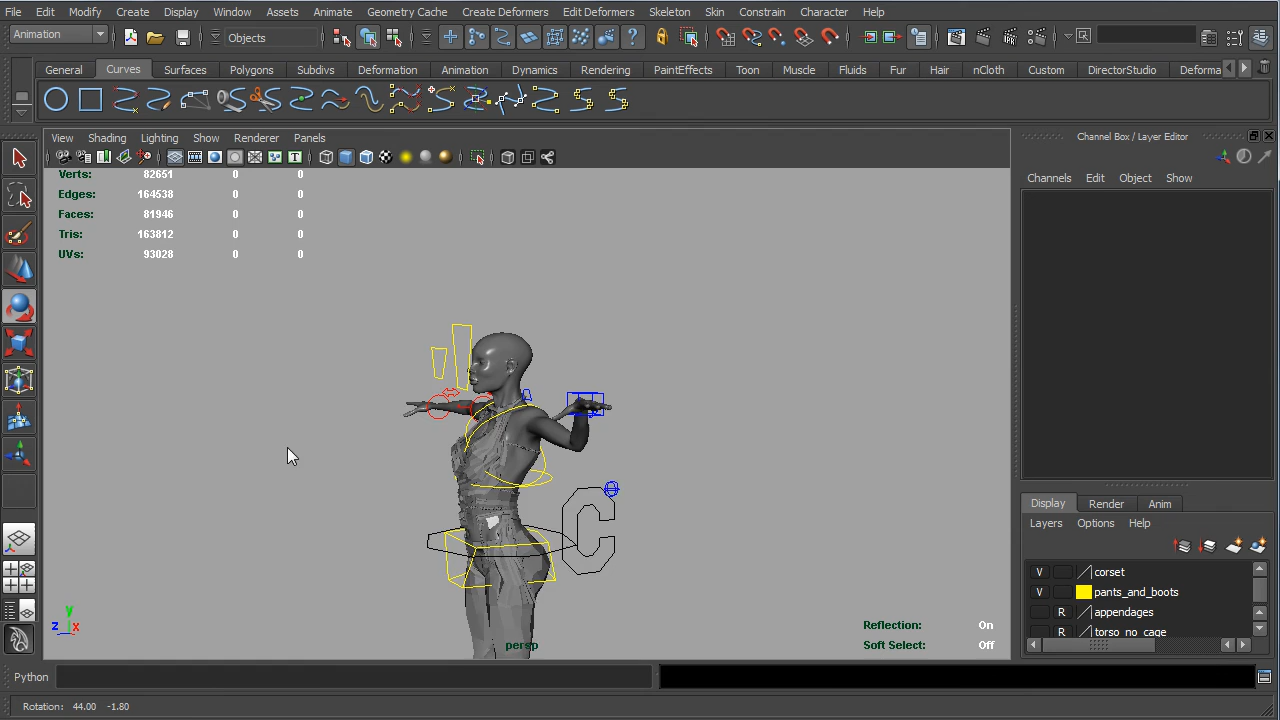 File Edit Modify Create Display Window Assets Animate Geometry Cache Create Deformers Edit Deformers Skeleton Skin Constrain Character Help
Animation Objects
General Curves Surfaces Polygons Subdivs Deformation Animation Dynamics Rendering PaintEffects Toon Muscle Fluids Fur Hair nCloth Custom DirectorStudio Deforma
View Shading Lighting Show Renderer Panels
Channel Box / Layer Editor
Channels Edit Object Show
Verts: 82651 0 0
Edges: 164538 0 0
Faces: 81946 0 0
Tris: 163812 0 0
UVs: 93028 0 0
y
z x
persp
Reflection: On
Soft Select: Off
Display Render Anim
Layers Options Help
V corset
V pants_and_boots
R appendages
R torso_no_cage
Python
Rotation: 44.00 -1.80